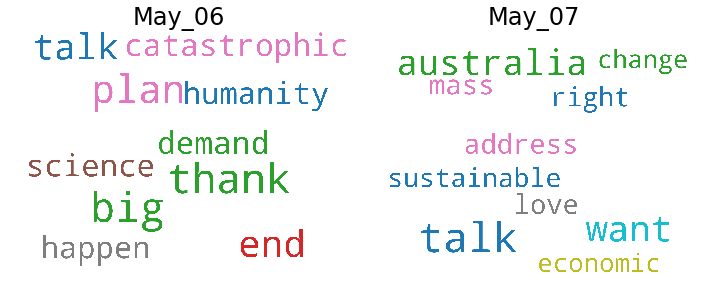 May_06
talk catastrophic
plan humanity
demand
science thank
big
happen end
May_07
australia change
mass right
address
sustainable
love
talk want
economic